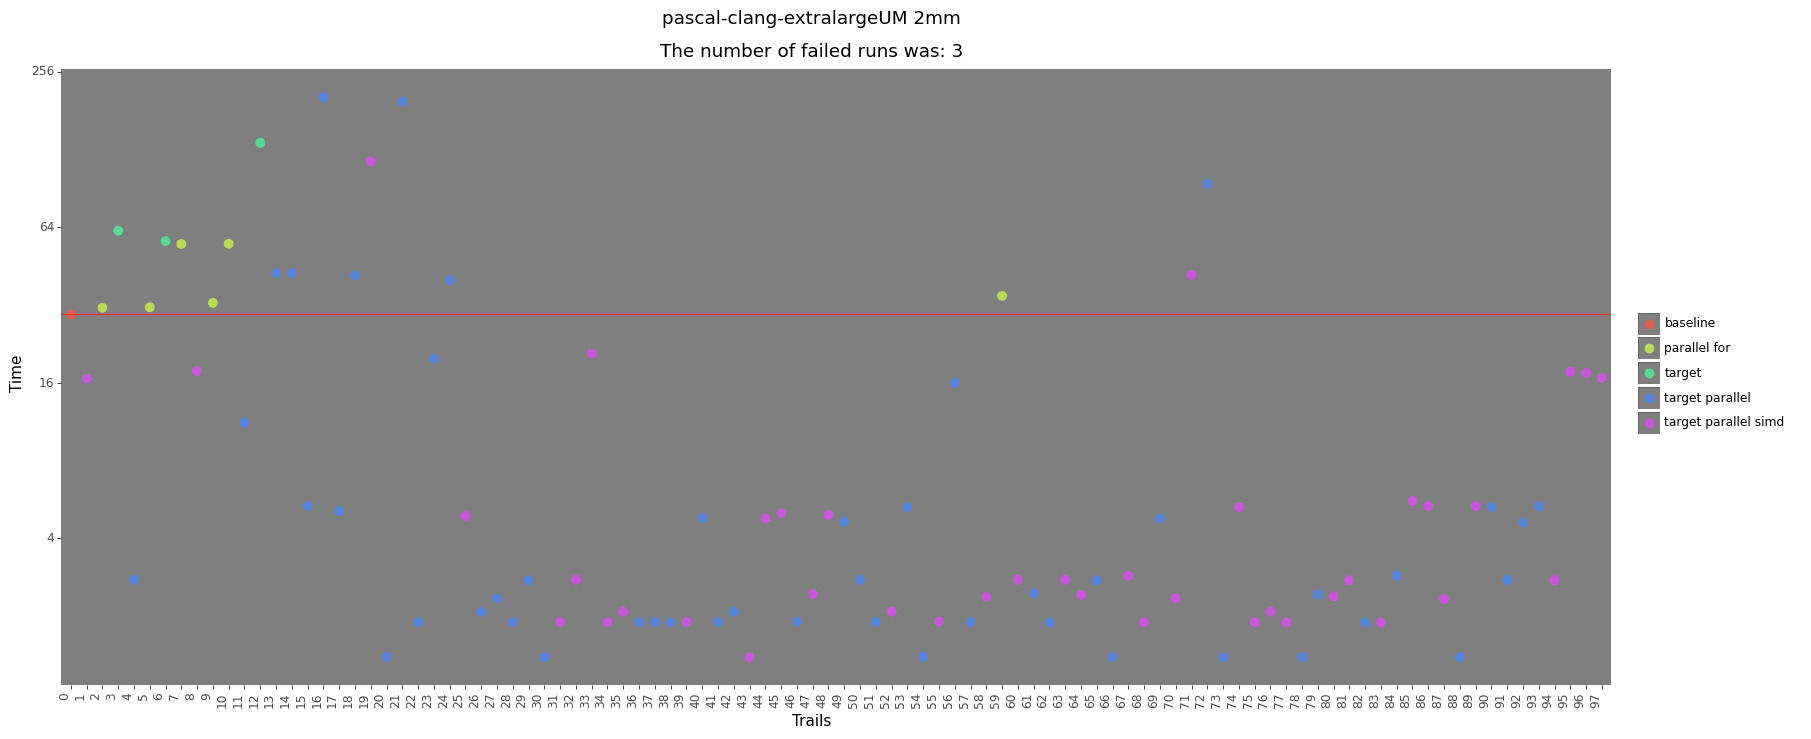 pascal-clang-extralargeUM 2mm
The number of failed runs was: 3
256
64
16
4
Time
0 1 2 3 4 5 6 7 8 9 10 11 12 13 14 15 16 17 18 19 20 21 22 23 24 25 26 27 28 29 30 31 32 33 34 35 36 37 38 39 40 41 42 43 44 45 46 47 48 49 50 51 52 53 54 55 56 57 58 59 60 61 62 63 64 65 66 67 68 69 70 71 72 73 74 75 76 77 78 79 80 81 82 83 84 85 86 87 88 89 90 91 92 93 94 95 96 97
Trails
baseline
parallel for
target
target parallel
target parallel simd